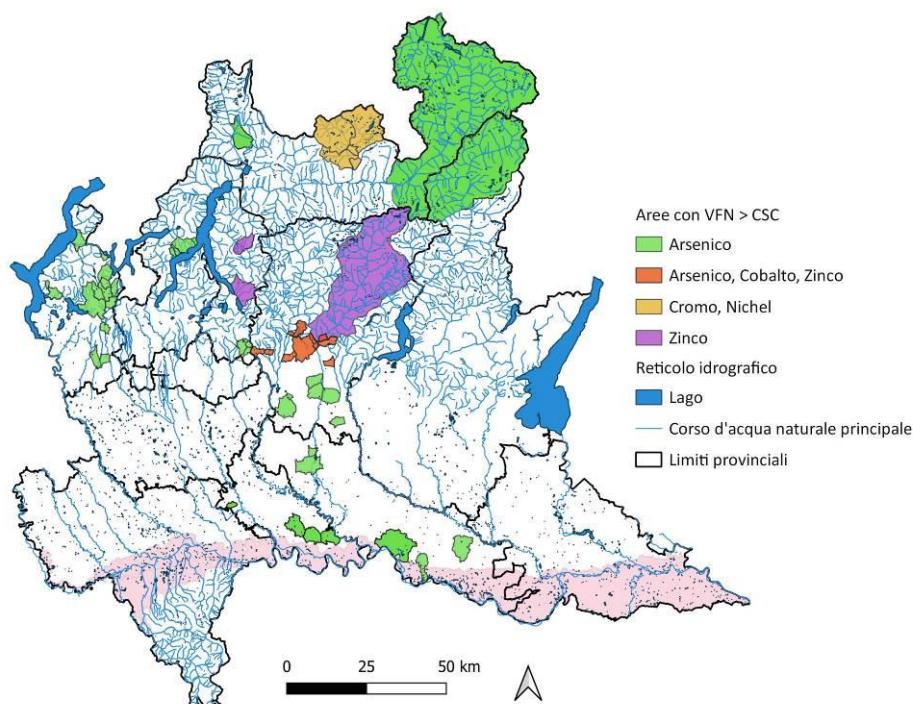 Aree con VFN > CSC
Arsenico
Arsenico, Cobalto, Zinco
Cromo, Nichel
Zinco
Reticolo idrografico
Lago
Corso d'acqua naturale principale
Limiti provinciali
0 25 50 km